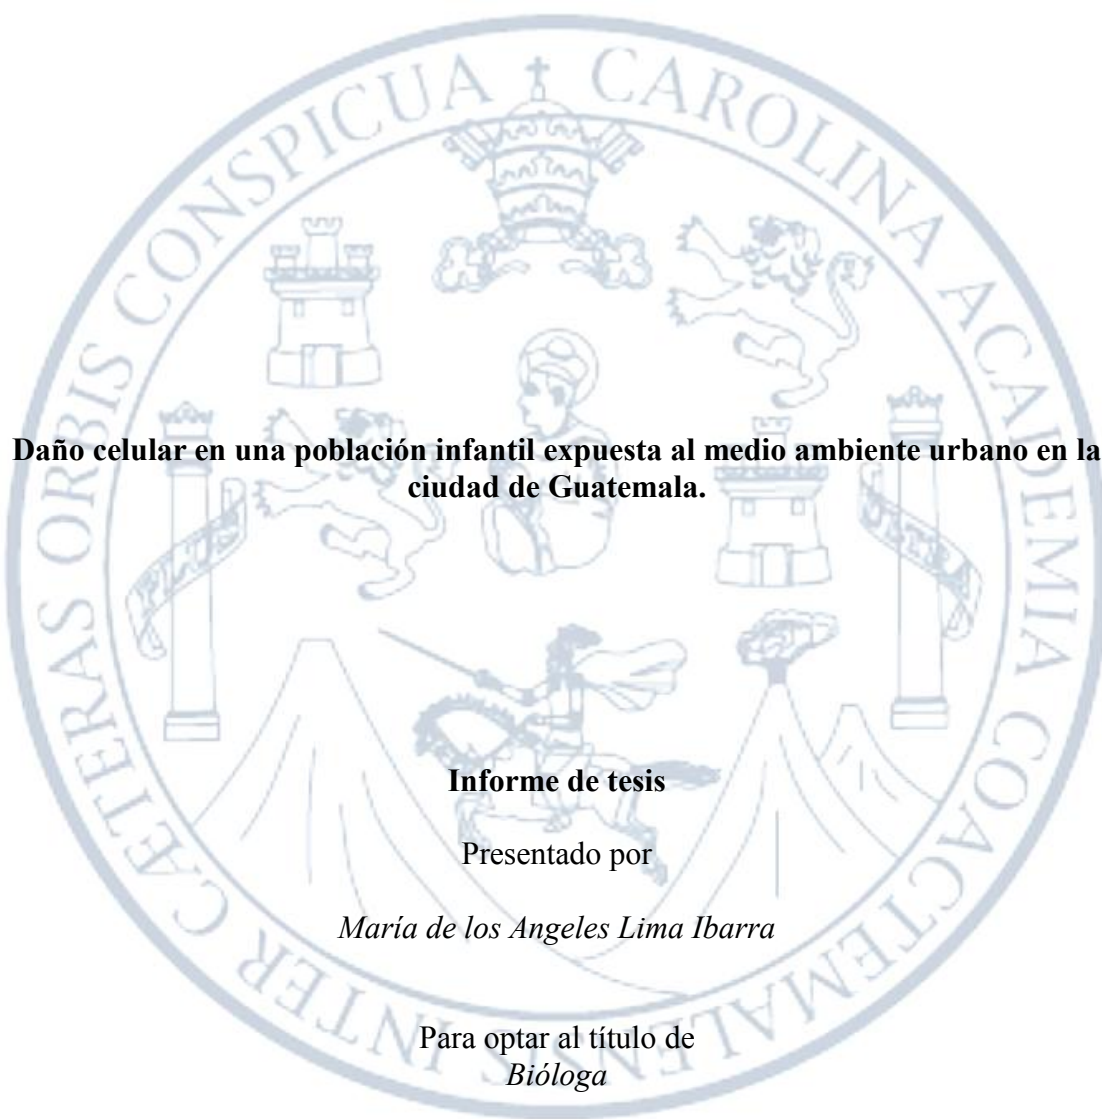 CAETERAS ORBIS CONSPICUA CAROLINA ACADEMIA COACTEMALENSIS INTER
PLUS
ULTRA
Daño celular en una población infantil expuesta al medio ambiente urbano en la
ciudad de Guatemala.
Informe de tesis
Presentado por
María de los Angeles Lima Ibarra
Para optar al título de
Bióloga